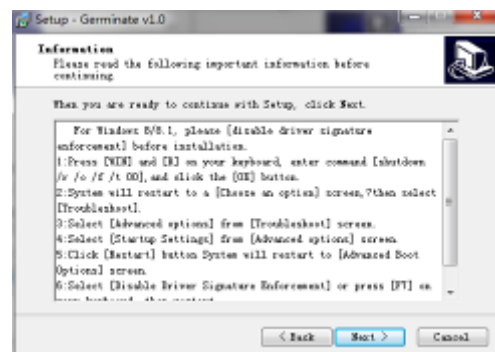 Setup - Germinate v1.0
Information
Please read the following important information before
continuing.
When you are ready to continue with Setup, click Next.
For Windows 8/8.1, please [disable driver signature
enforcement] before installation.
1:Press [WIN] and [R] on your keyboard, enter command [shutdown
/r /o /f /t 00], and click the [OK] button.
2:System will restart to a [Choose an option] screen,?then select
[Troubleshoot].
3:Select [Advanced options] from [Troubleshoot] screen.
4:Select [Startup Settings] from [Advanced options] screen.
5:Click [Restart] button System will restart to [Advanced Boot
Options] screen.
6:Select [Disable Driver Signature Enforcement] or press [F7] on
your keyboard, then restart
< Back
Next >
Cancel